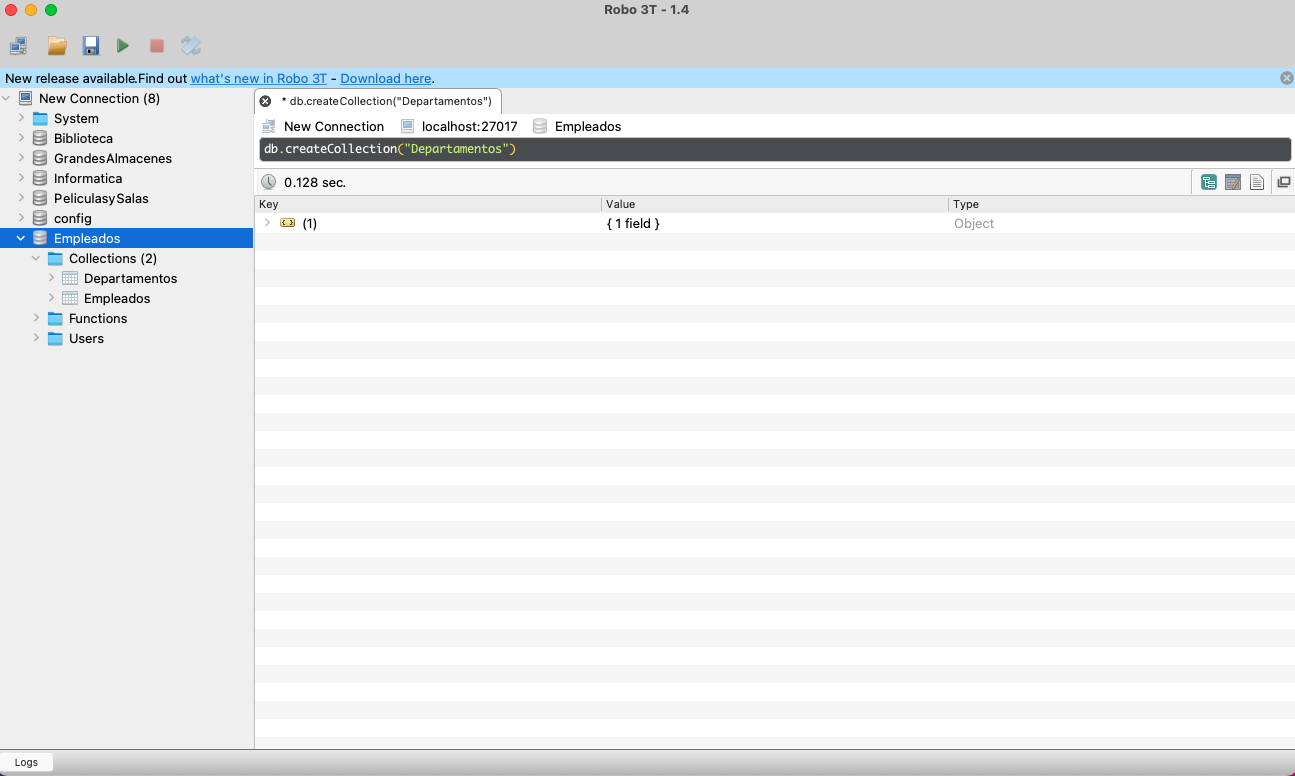 Robo 3T - 1.4
New release available.Find out what's new in Robo 3T - Download here.
New Connection (8)
System
Biblioteca
GrandesAlmacenes
Informatica
PeliculasySalas
config
Empleados
Collections (2)
Departamentos
Empleados
Functions
Users
* db.createCollection("Departamentos")
New Connection localhost:27017 Empleados
db.createCollection("Departamentos")
0.128 sec.
Key Value Type
(1) { 1 field } Object
Logs